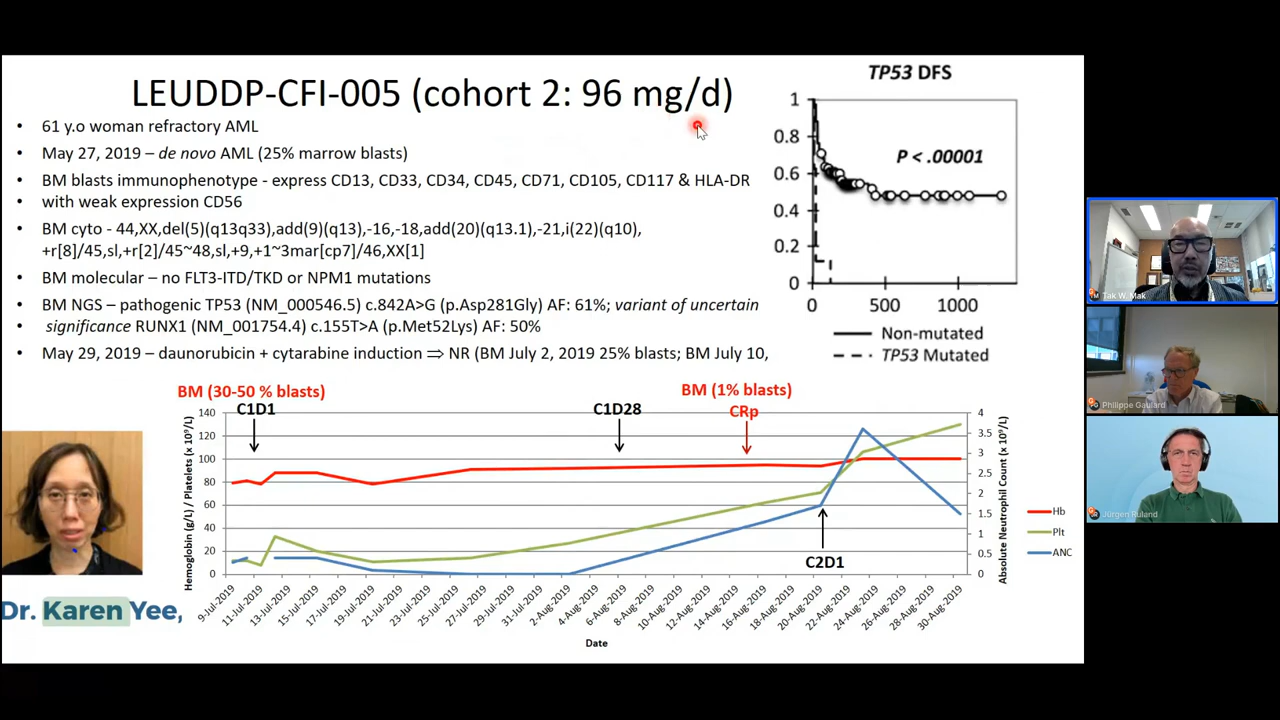 LEUDDP-CFI-005 (cohort 2: 96 mg/d)
• 61 y.o woman refractory AML
• May 27, 2019 – de novo AML (25% marrow blasts)
• BM blasts immunophenotype - express CD13, CD33, CD34, CD45, CD71, CD105, CD117 & HLA-DR
• with weak expression CD56
• BM cyto - 44,XX,del(5)(q13q33),add(9)(q13),-16,-18,add(20)(q13.1),-21,i(22)(q10),
+r[8]/45,sl,+r[2]/45~48,sl,+9,+1~3mar[cp7]/46,XX[1]
• BM molecular – no FLT3-ITD/TKD or NPM1 mutations
• BM NGS – pathogenic TP53 (NM_000546.5) c.842A>G (p.Asp281Gly) AF: 61%; variant of uncertain
• significance RUNX1 (NM_001754.4) c.155T>A (p.Met52Lys) AF: 50%
• May 29, 2019 – daunorubicin + cytarabine induction ⇒ NR (BM July 2, 2019 25% blasts; BM July 10,
TP53 DFS
1
0.8
0.6
0.4
0.2
0
P < .00001
0 500 1000
Non-mutated
TP53 Mutated
BM (30-50 % blasts)
C1D1
C1D28
BM (1% blasts)
CRp
C2D1
Hemoglobin (g/L) / Platelets (x 10⁹/L)
140
120
100
80
60
40
20
0
Absolute Neutrophil Count (x 10⁹/L)
4
3.5
3
2.5
2
1.5
1
0.5
0
9-Jul-2019
11-Jul-2019
13-Jul-2019
15-Jul-2019
17-Jul-2019
19-Jul-2019
21-Jul-2019
23-Jul-2019
25-Jul-2019
27-Jul-2019
29-Jul-2019
31-Jul-2019
2-Aug-2019
4-Aug-2019
6-Aug-2019
8-Aug-2019
10-Aug-2019
12-Aug-2019
14-Aug-2019
16-Aug-2019
18-Aug-2019
20-Aug-2019
22-Aug-2019
24-Aug-2019
26-Aug-2019
28-Aug-2019
30-Aug-2019
Date
Hb
Plt
ANC
Dr. Karen Yee,
Tak W. Mak
Philippe Gaulard
Jürgen Ruland